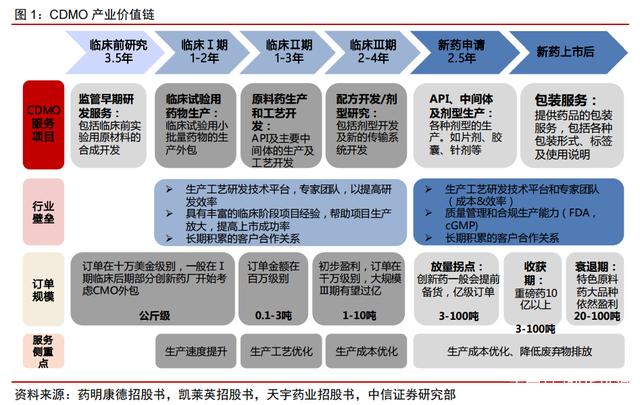 图 1：CDMO 产业价值链
临床前研究
3.5年
临床Ⅰ期
1-2年
临床Ⅱ期
1-3年
临床Ⅲ期
2-4年
新药申请
2.5年
新药上市后
CDMO
服务
项目
监管早期研
发服务：
包括临床前实
验用原材料的
合成开发
临床试验用
药物生产：
临床试验用小
批量药物的生
产外包
原料药生产
和工艺开
发：
API及主要中
间体的生产及
工艺开发
配方开发/剂
型研究：
包括剂型开发
及新的传输系
统开发
API、中间体
及剂型生产：
各种剂型的生
产。如片剂、胶
囊、针剂等
包装服务：
提供药品的包装
服务，包括各种
包装形式、标签
及使用说明
行业
壁垒
生产工艺研发技术平台，专家团队，以提高研
发效率
具有丰富的临床阶段项目经验，帮助项目生产
放大，提高上市成功率
长期积累的客户合作关系
生产工艺研发技术平台和专家团队
（成本&效率）
质量管理和合规生产能力（FDA，
cGMP)
长期积累的客户合作关系
订单
规模
订单在十万美金级别，一般在Ⅰ
期临床后期部分创新药厂开始考
虑CMO外包
公斤级
订单金额在
百万级别
0.1-3吨
初步盈利，订单在
千万级别，大规模
Ⅲ期有望过亿
1-10吨
放量拐点：
创新药一般会提前
备货，亿级订单
3-100吨
收获
期：
重磅药10
亿以上
3-100吨
衰退期：
特色原料
药大品种
依然盈利
20-100吨
服务
侧重点
生产速度提升
生产工艺优化
生产成本优化
生产成本优化、降低废弃物排放
资料来源：药明康德招股书，凯莱英招股书，天宇药业招股书，中信证券研究部